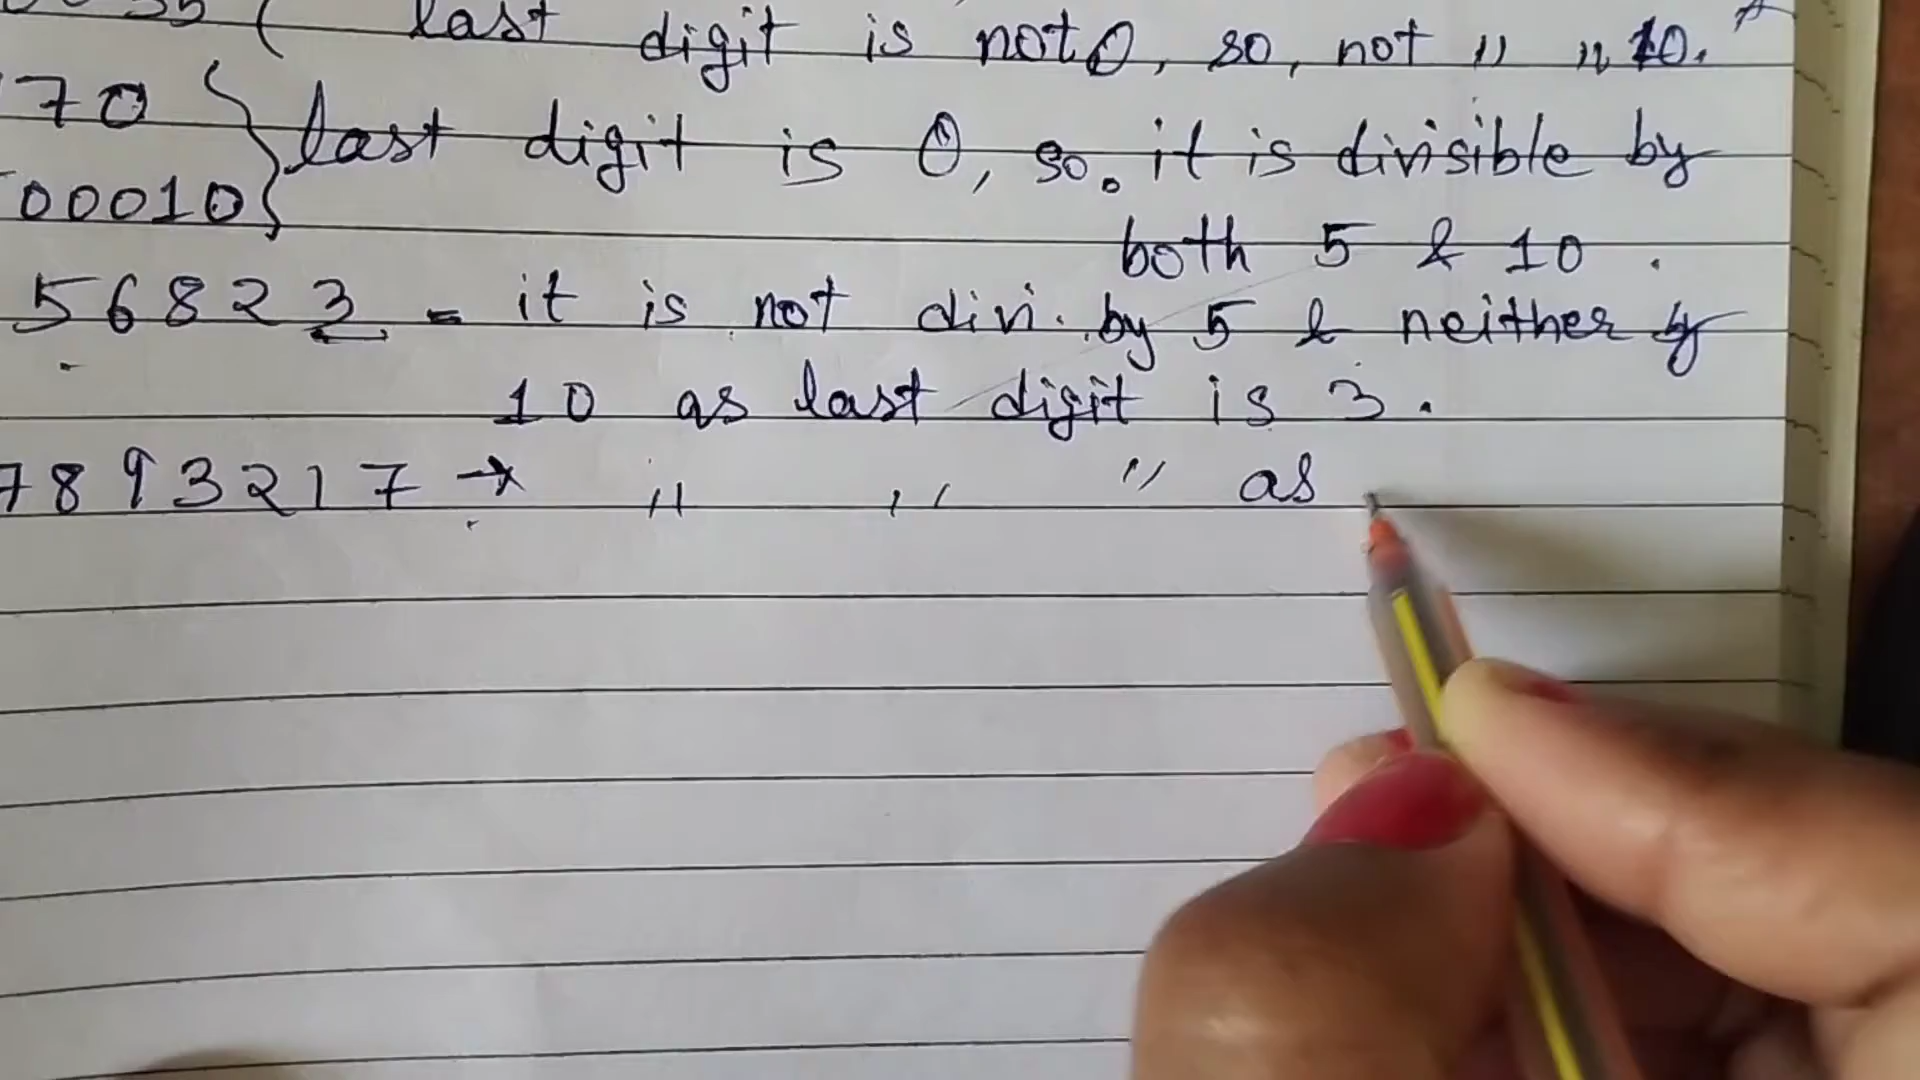 last digit is not 0, so, not " " 10.
70 } last digit is 0, so. it is divisible by
00010 both 5 & 10.
56823 - it is not divi. by 5 & neither by
10 as last digit is 3.
7893217 → " " " as